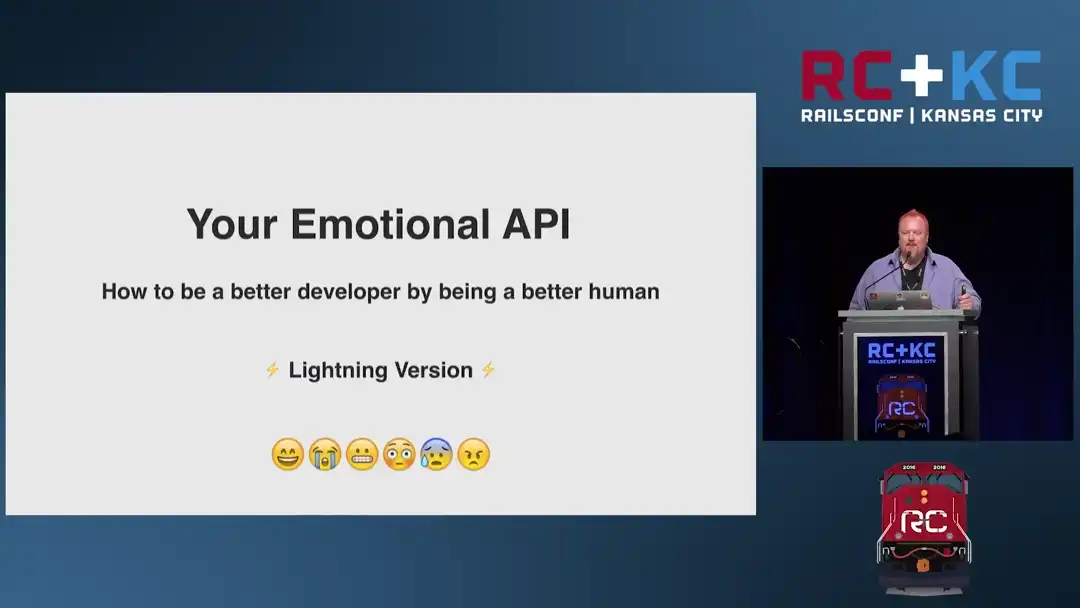 Your Emotional API
How to be a better developer by being a better human
⚡ Lightning Version ⚡
😄😭😬😳😰😠
RC+KC
RAILSCONF | KANSAS CITY
RC+KC
RAILSCONF | KANSAS CITY
RC
2016 2016
RC